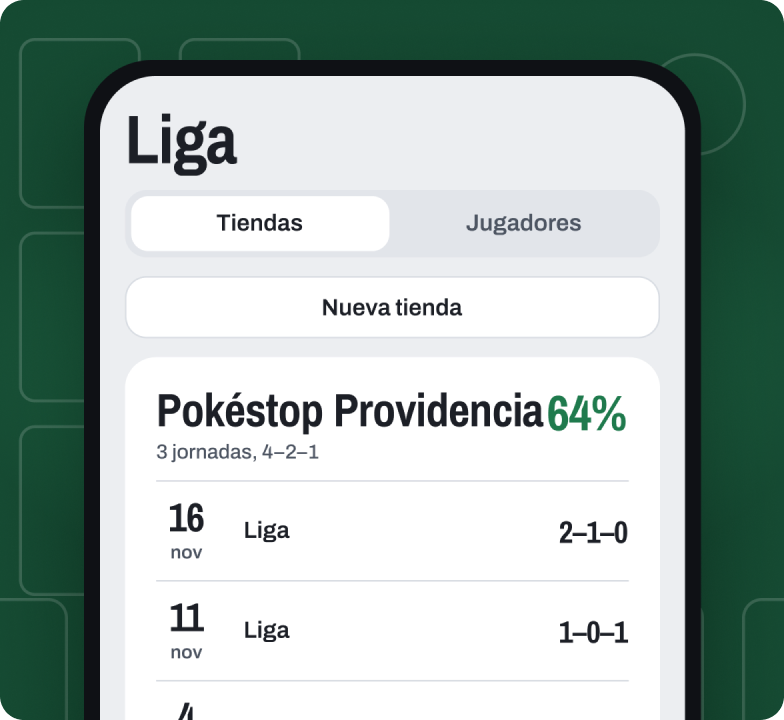 Liga
Tiendas Jugadores
Nueva tienda
Pokéstop Providencia 64%
3 jornadas, 4–2–1
16 Liga 2–1–0
nov
11 Liga 1–0–1
nov
4